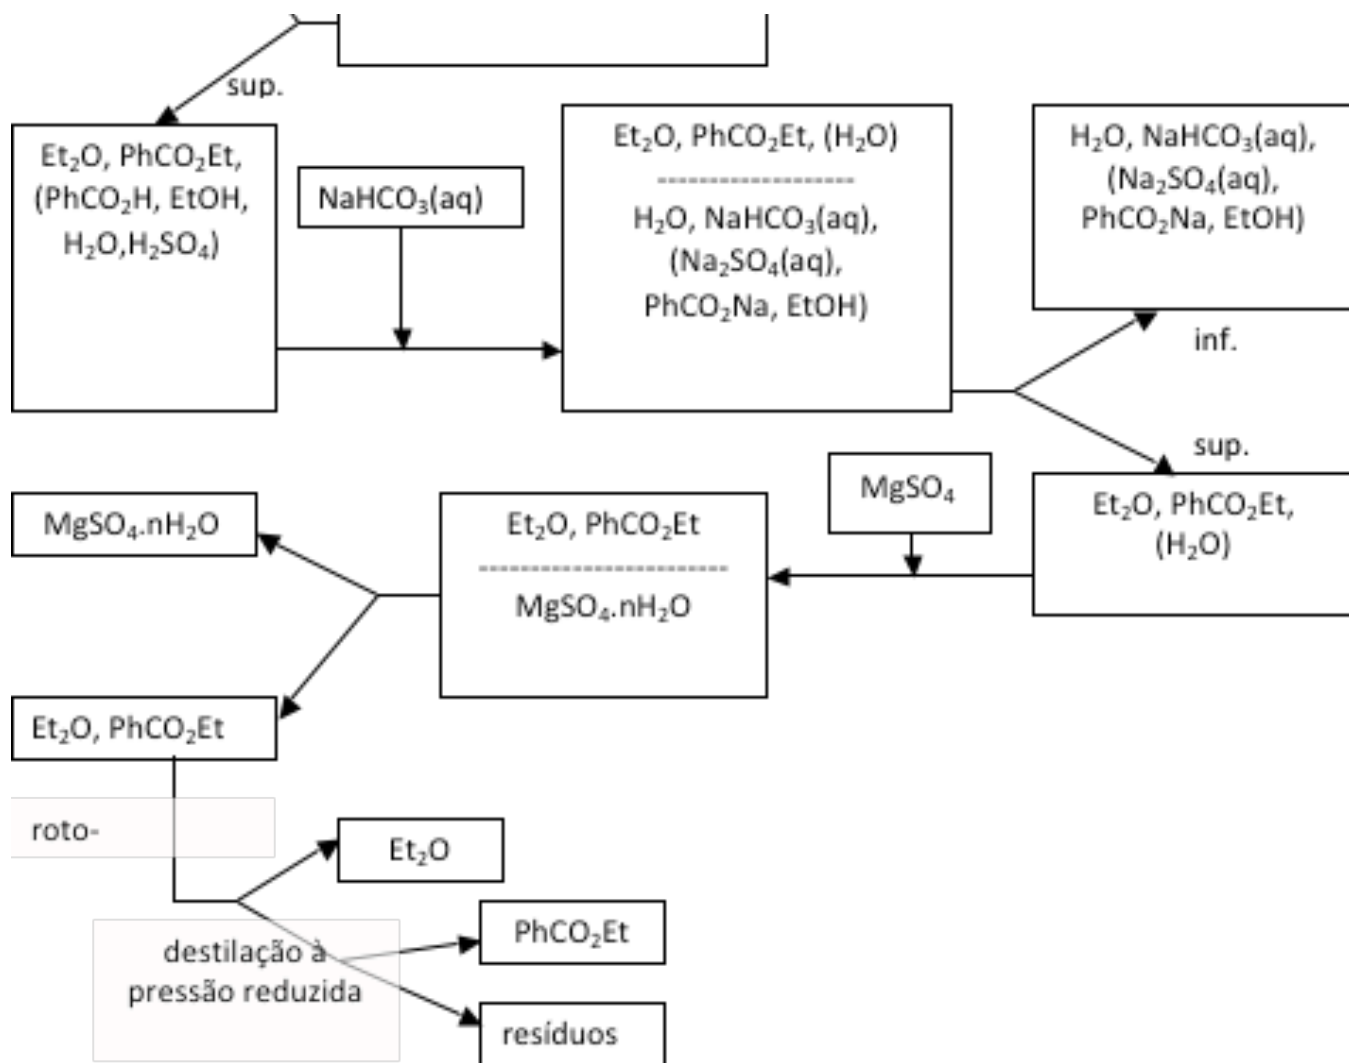 sup.
Et₂O, PhCO₂Et,
(PhCO₂H, EtOH,
H₂O,H₂SO₄)
NaHCO₃(aq)
Et₂O, PhCO₂Et, (H₂O)
-------------------
H₂O, NaHCO₃(aq),
(Na₂SO₄(aq),
PhCO₂Na, EtOH)
H₂O, NaHCO₃(aq),
(Na₂SO₄(aq),
PhCO₂Na, EtOH)
inf.
sup.
Et₂O, PhCO₂Et,
(H₂O)
MgSO₄
Et₂O, PhCO₂Et
------------------------
MgSO₄.nH₂O
MgSO₄.nH₂O
Et₂O, PhCO₂Et
roto-
Et₂O
destilação à
pressão reduzida
PhCO₂Et
resíduos